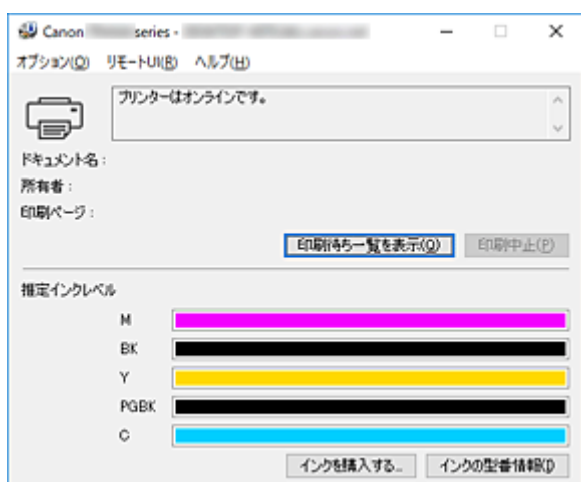 Canon series -
オプション(O) リモートUI(R) ヘルプ(H)
プリンターはオンラインです。
ドキュメント名 :
所有者 :
印刷ページ :
印刷待ち一覧を表示(Q) 印刷中止(P)
推定インクレベル
M
BK
Y
PGBK
C
インクを購入する... インクの型番情報(I)